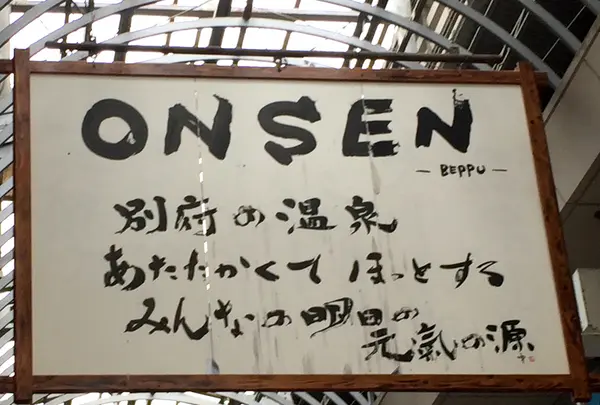 ONSEN
— BEPPU —
別府の温泉
あたたかくて ほっとする
みんなの明日の
元氣の源